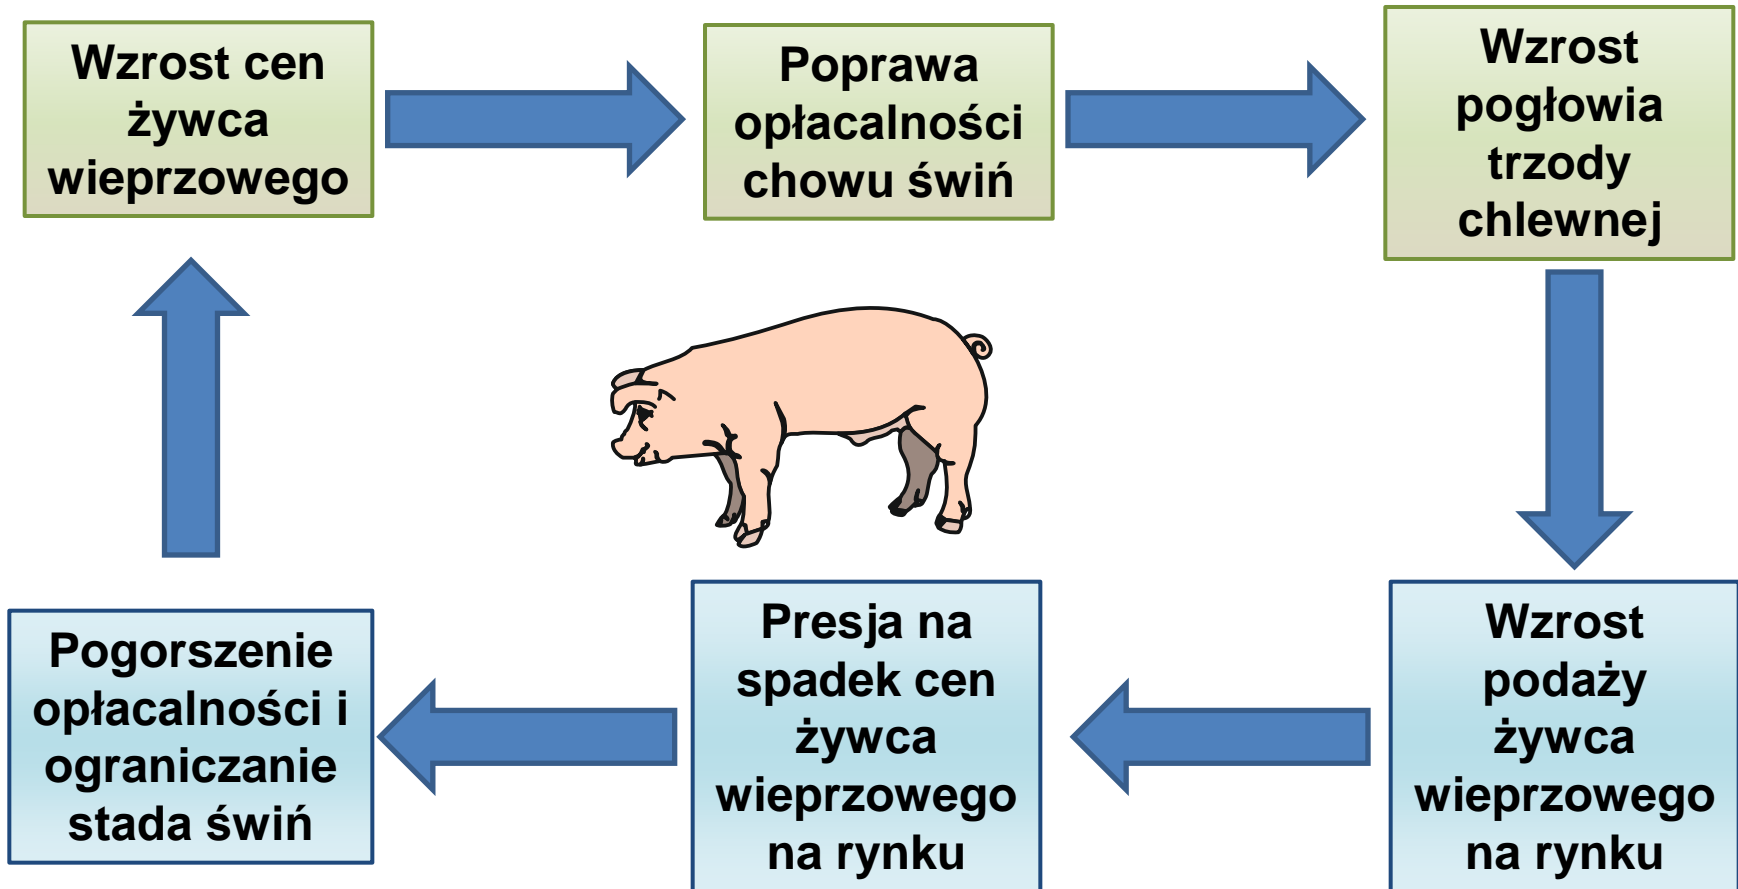 Wzrost cen
żywca
wieprzowego
Poprawa
opłacalności
chowu świń
Wzrost
pogłowia
trzody
chlewnej
Wzrost
podaży
żywca
wieprzowego
na rynku
Presja na
spadek cen
żywca
wieprzowego
na rynku
Pogorszenie
opłacalności i
ograniczanie
stada świń